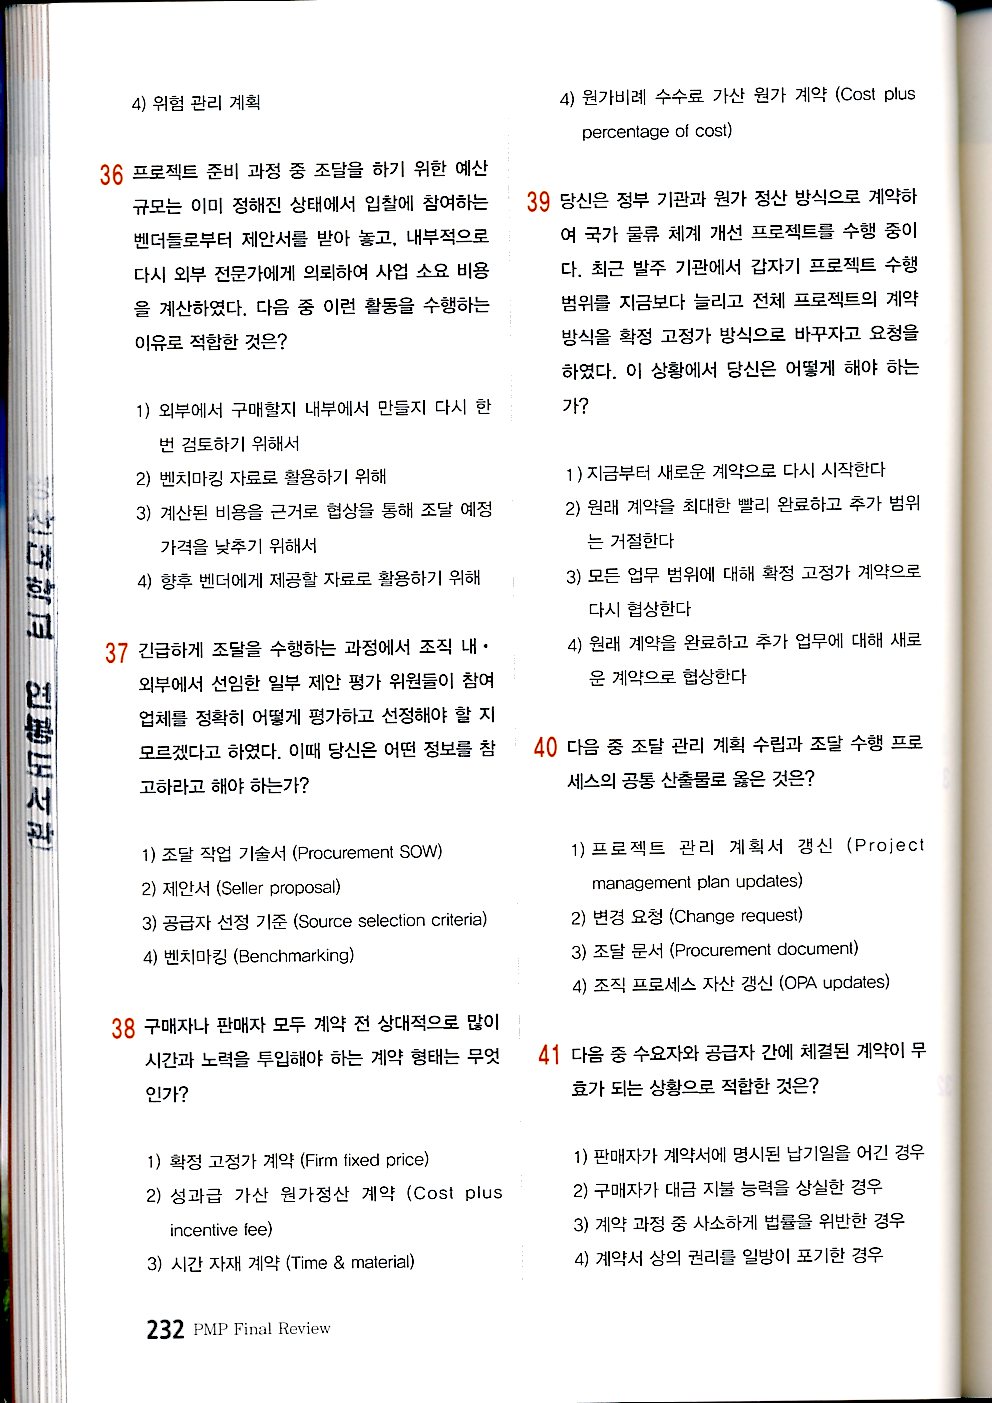 4) 위험 관리 계획
36 프로젝트 준비 과정 중 조달을 하기 위한 예산
규모는 이미 정해진 상태에서 입찰에 참여하는
벤더들로부터 제안서를 받아 놓고, 내부적으로
다시 외부 전문가에게 의뢰하여 사업 소요 비용
을 계산하였다. 다음 중 이런 활동을 수행하는
이유로 적합한 것은?
1) 외부에서 구매할지 내부에서 만들지 다시 한
번 검토하기 위해서
2) 벤치마킹 자료로 활용하기 위해
3) 계산된 비용을 근거로 협상을 통해 조달 예정
가격을 낮추기 위해서
4) 향후 벤더에게 제공할 자료로 활용하기 위해
37 긴급하게 조달을 수행하는 과정에서 조직 내·
외부에서 선임한 일부 제안 평가 위원들이 참여
업체를 정확히 어떻게 평가하고 선정해야 할 지
모르겠다고 하였다. 이때 당신은 어떤 정보를 참
고하라고 해야 하는가?
1) 조달 작업 기술서 (Procurement SOW)
2) 제안서 (Seller proposal)
3) 공급자 선정 기준 (Source selection criteria)
4) 벤치마킹 (Benchmarking)
38 구매자나 판매자 모두 계약 전 상대적으로 많이
시간과 노력을 투입해야 하는 계약 형태는 무엇
인가?
1) 확정 고정가 계약 (Firm fixed price)
2) 성과급 가산 원가정산 계약 (Cost plus
incentive fee)
3) 시간 자재 계약 (Time & material)
4) 원가비례 수수료 가산 원가 계약 (Cost plus
percentage of cost)
39 당신은 정부 기관과 원가 정산 방식으로 계약하
여 국가 물류 체계 개선 프로젝트를 수행 중이
다. 최근 발주 기관에서 갑자기 프로젝트 수행
범위를 지금보다 늘리고 전체 프로젝트의 계약
방식을 확정 고정가 방식으로 바꾸자고 요청을
하였다. 이 상황에서 당신은 어떻게 해야 하는
가?
1) 지금부터 새로운 계약으로 다시 시작한다
2) 원래 계약을 최대한 빨리 완료하고 추가 범위
는 거절한다
3) 모든 업무 범위에 대해 확정 고정가 계약으로
다시 협상한다
4) 원래 계약을 완료하고 추가 업무에 대해 새로
운 계약으로 협상한다
40 다음 중 조달 관리 계획 수립과 조달 수행 프로
세스의 공통 산출물로 옳은 것은?
1) 프로젝트 관리 계획서 갱신 (Project
management plan updates)
2) 변경 요청 (Change request)
3) 조달 문서 (Procurement document)
4) 조직 프로세스 자산 갱신 (OPA updates)
41 다음 중 수요자와 공급자 간에 체결된 계약이 무
효가 되는 상황으로 적합한 것은?
1) 판매자가 계약서에 명시된 납기일을 어긴 경우
2) 구매자가 대금 지불 능력을 상실한 경우
3) 계약 과정 중 사소하게 법률을 위반한 경우
4) 계약서 상의 권리를 일방이 포기한 경우
232 PMP Final Review